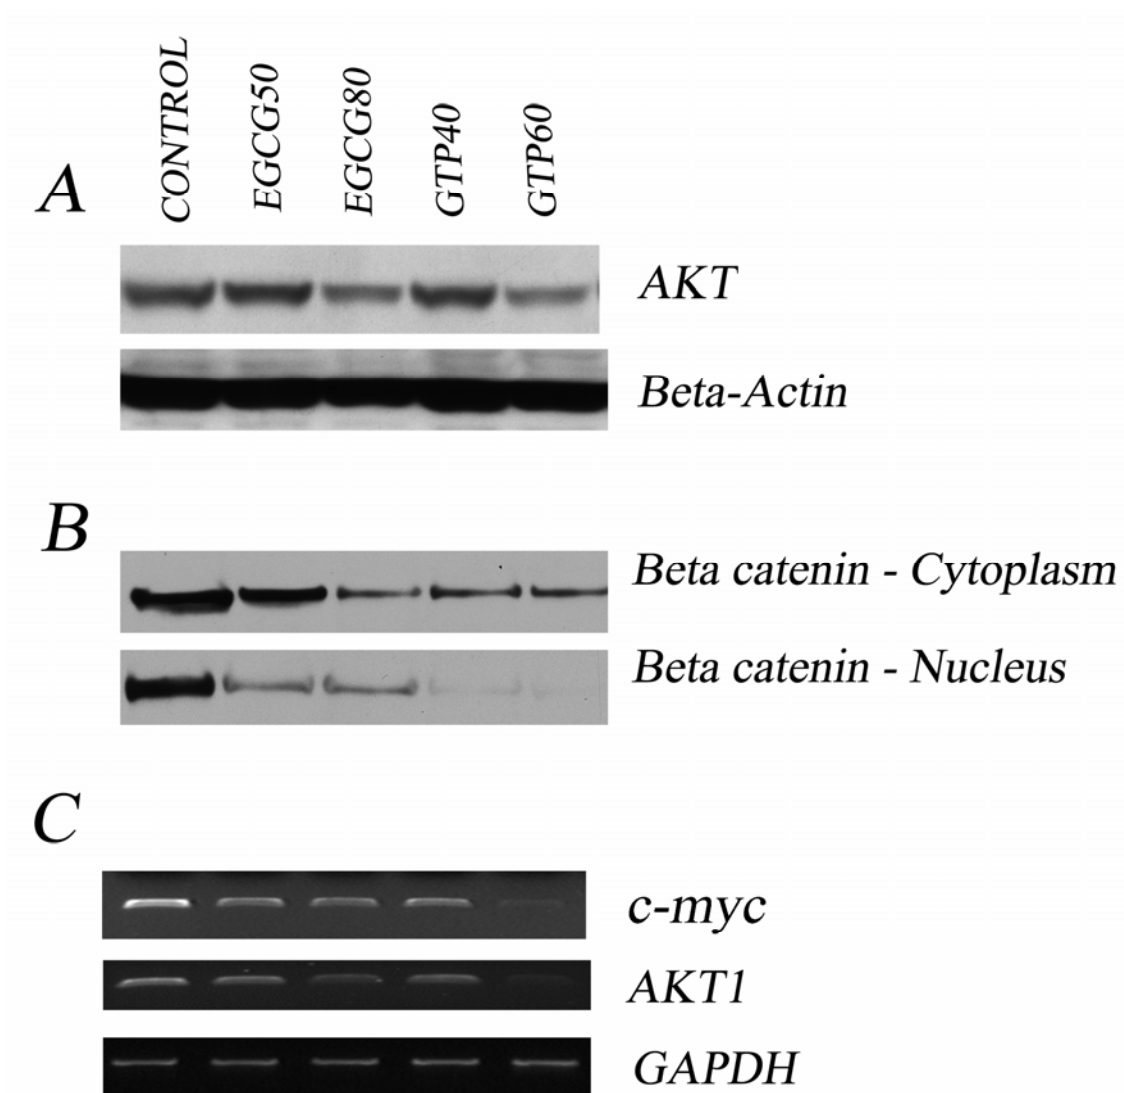 CONTROL
EGCG50
EGCG80
GTP40
GTP60
A
AKT
Beta-Actin
B
Beta catenin - Cytoplasm
Beta catenin - Nucleus
C
c-myc
AKT1
GAPDH